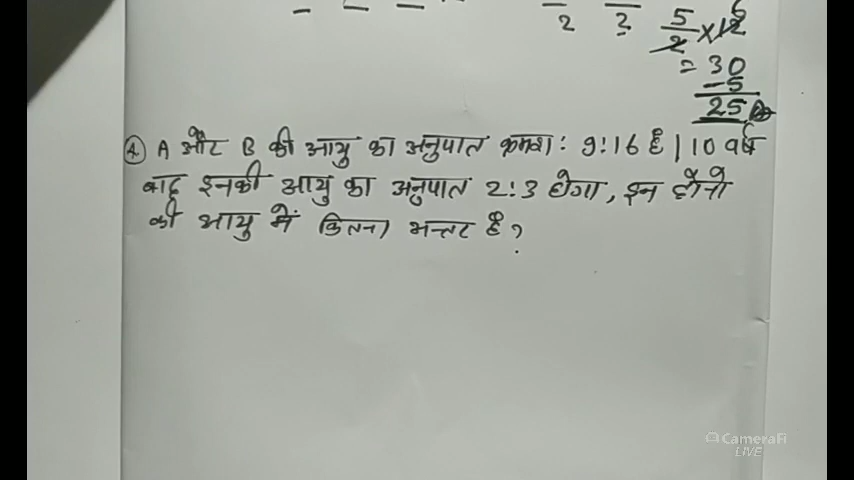 2 2 5/2 × 12
= 30
-5
25
④ A और B की आयु का अनुपात क्रमशः 9:16 है | 10 वर्ष
बाद इनकी आयु का अनुपात 2:3 होगा, इन दोनो
की आयु में कितना अन्तर है?
CameraFi
LIVE